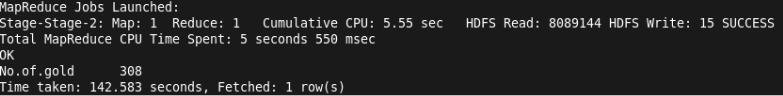 MapReduce Jobs Launched:
Stage-Stage-2: Map: 1  Reduce: 1   Cumulative CPU: 5.55 sec   HDFS Read: 8089144 HDFS Write: 15 SUCCESS
Total MapReduce CPU Time Spent: 5 seconds 550 msec
OK
No.of.gold      308
Time taken: 142.583 seconds, Fetched: 1 row(s)